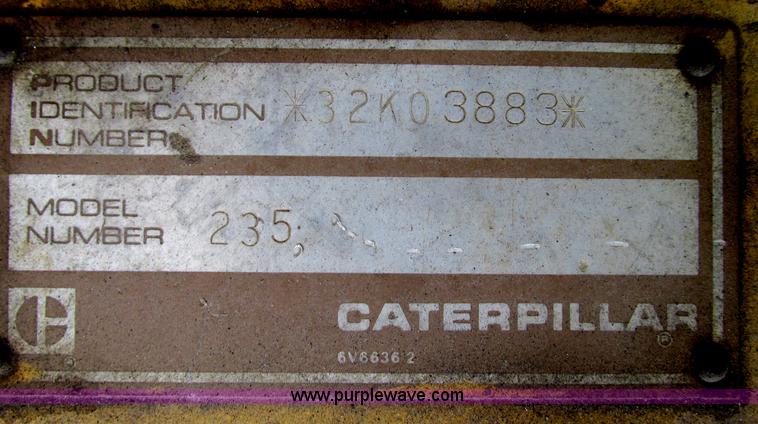 PRODUCT
IDENTIFICATION *32K03883*
NUMBER
MODEL
NUMBER 235
CATERPILLAR
®
6V6636 2
www.purplewave.com